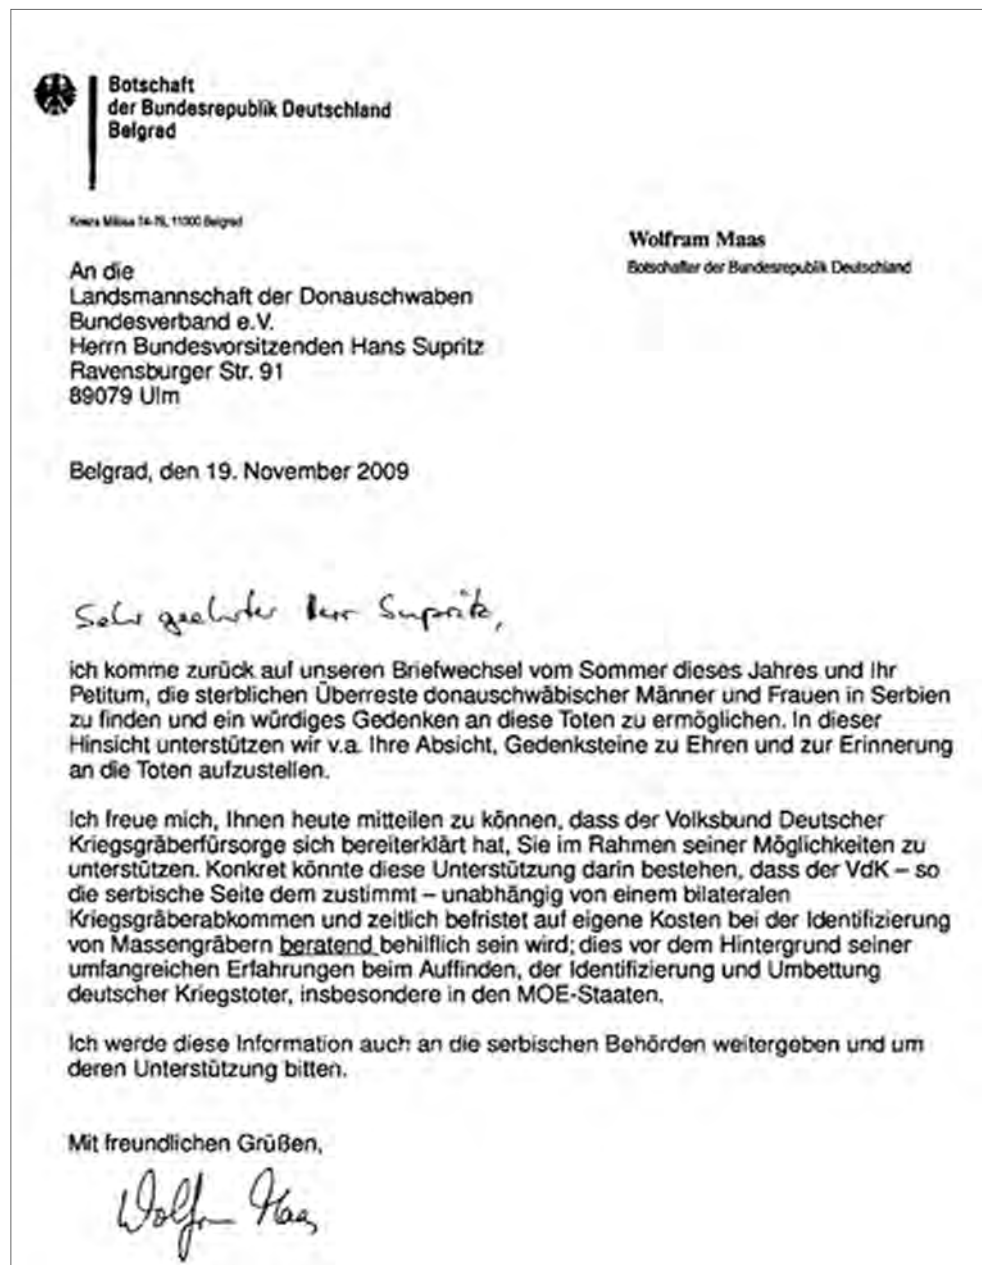 Botschaft
der Bundesrepublik Deutschland
Belgrad
Kneza Miloša 74-76, 11000 Belgrad
Wolfram Maas
Botschafter der Bundesrepublik Deutschland
An die
Landsmannschaft der Donauschwaben
Bundesverband e.V.
Herrn Bundesvorsitzenden Hans Supritz
Ravensburger Str. 91
89079 Ulm
Belgrad, den 19. November 2009
Sehr geehrter Herr Supritz,
ich komme zurück auf unseren Briefwechsel vom Sommer dieses Jahres und Ihr
Petitum, die sterblichen Überreste donauschwäbischer Männer und Frauen in Serbien
zu finden und ein würdiges Gedenken an diese Toten zu ermöglichen. In dieser
Hinsicht unterstützen wir v.a. Ihre Absicht, Gedenksteine zu Ehren und zur Erinnerung
an die Toten aufzustellen.
Ich freue mich, Ihnen heute mitteilen zu können, dass der Volksbund Deutscher
Kriegsgräberfürsorge sich bereiterklärt hat, Sie im Rahmen seiner Möglichkeiten zu
unterstützen. Konkret könnte diese Unterstützung darin bestehen, dass der VdK – so
die serbische Seite dem zustimmt – unabhängig von einem bilateralen
Kriegsgräberabkommen und zeitlich befristet auf eigene Kosten bei der Identifizierung
von Massengräbern beratend behilflich sein wird; dies vor dem Hintergrund seiner
umfangreichen Erfahrungen beim Auffinden, der Identifizierung und Umbettung
deutscher Kriegstoter, insbesondere in den MOE-Staaten.
Ich werde diese Information auch an die serbischen Behörden weitergeben und um
deren Unterstützung bitten.
Mit freundlichen Grüßen,
Wolfram Maas